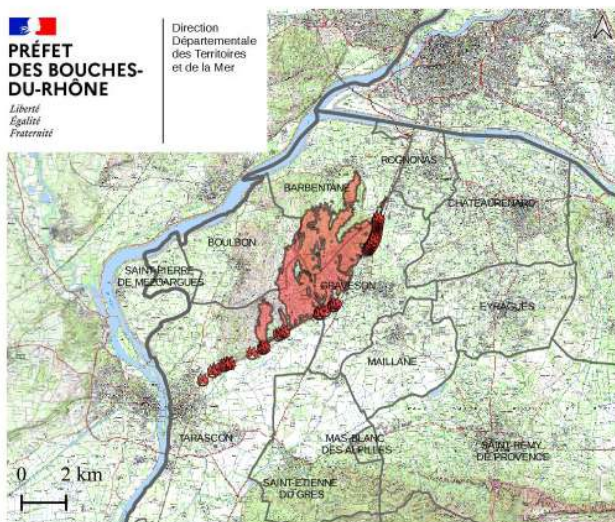 PRÉFET
DES BOUCHES-
DU-RHÔNE
Liberté
Égalité
Fraternité
Direction
Départementale
des Territoires
et de la Mer
ROGNONAS
BARBENTANE
CHATEAURENARD
BOULBON
SAINT-PIERRE
DE MEZOARGUES
GRAVESON
EYRAGUES
MAILLANE
TARASCON
MAS-BLANC
DES ALPILLES
SAINT-REMY
DE PROVENCE
SAINT-ETIENNE
DU GRES
0 2 km